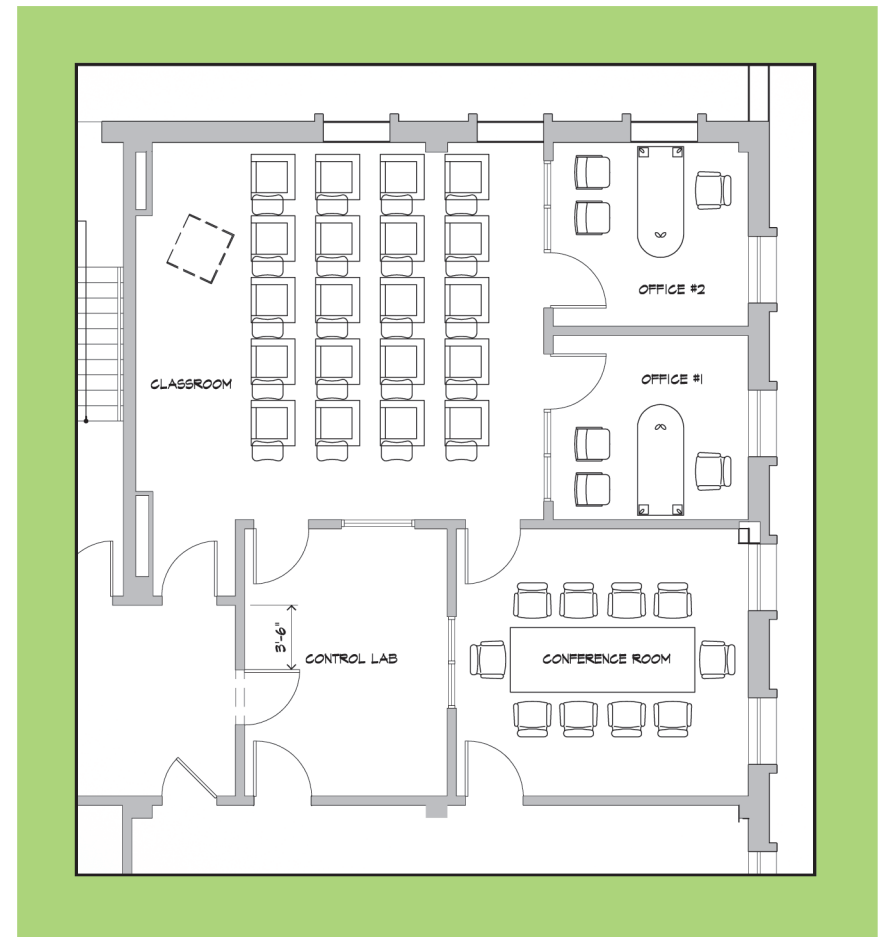 OFFICE #2
OFFICE #1
CLASSROOM
3'-6"
CONTROL LAB
CONFERENCE ROOM